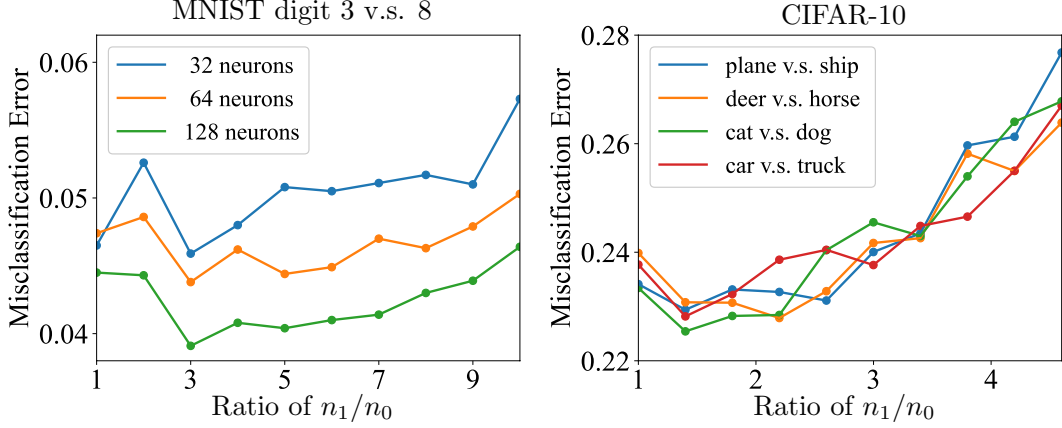 MNIST digit 3 v.s. 8
Misclassification Error
0.06
0.05
0.04
32 neurons
64 neurons
128 neurons
1 3 5 7 9
Ratio of n₁/n₀
CIFAR-10
Misclassification Error
0.28
0.26
0.24
0.22
plane v.s. ship
deer v.s. horse
cat v.s. dog
car v.s. truck
1 2 3 4
Ratio of n₁/n₀